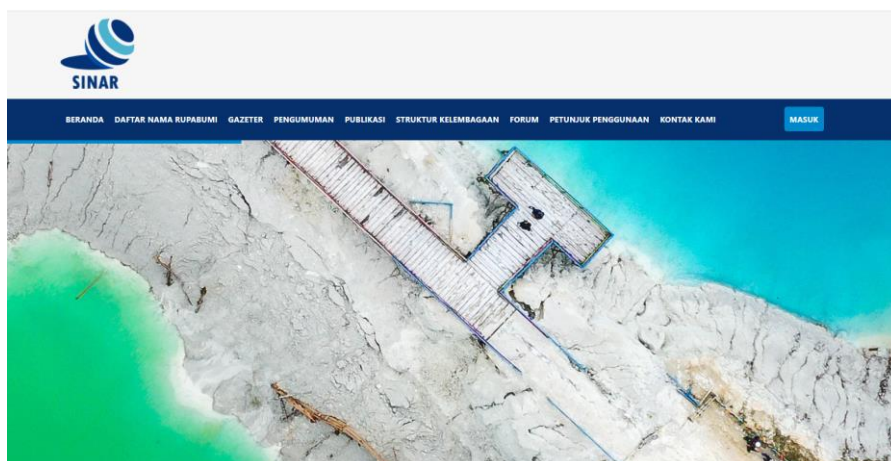 SINAR
BERANDA DAFTAR NAMA RUPABUMI GAZETER PENGUMUMAN PUBLIKASI STRUKTUR KELEMBAGAAN FORUM PETUNJUK PENGGUNAAN KONTAK KAMI MASUK